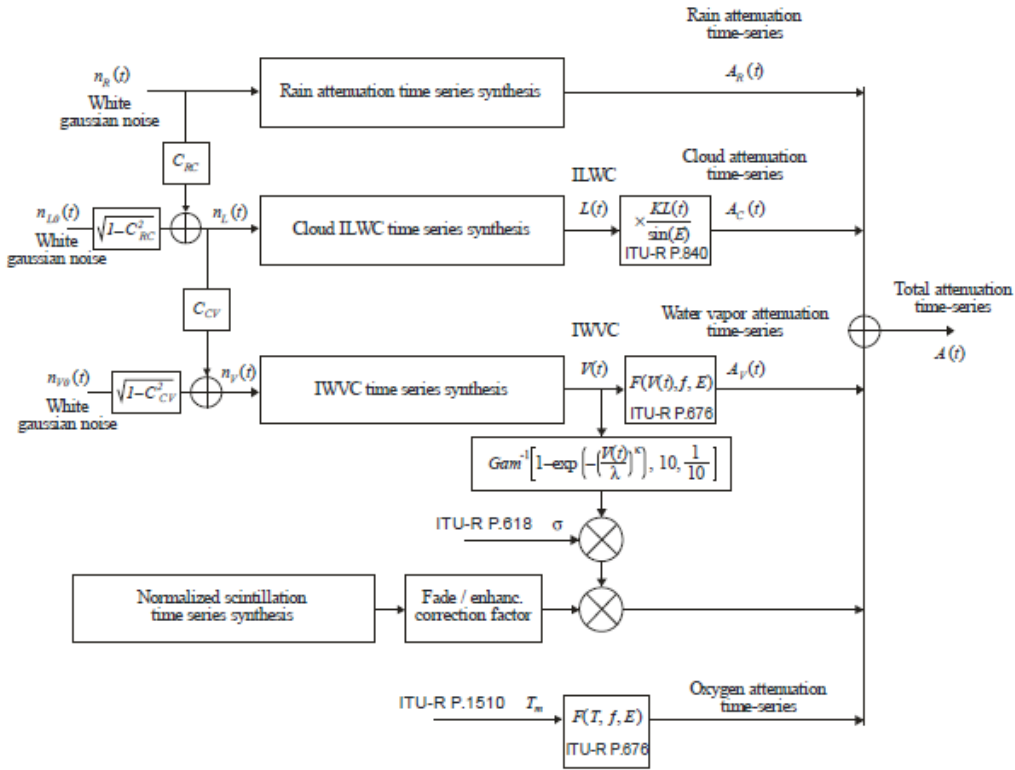 Rain attenuation
time-series
n_R(t)
A_R(t)
White
gaussian noise
Rain attenuation time series synthesis
C_RC
ILWC
Cloud attenuation
time-series
n_L0(t)
√1–C²_RC
n_L(t)
Cloud ILWC time series synthesis
L(t)
× KL(t)
sin(E)
ITU-R P.840
A_C(t)
White
gaussian noise
C_CV
Total attenuation
time-series
A(t)
IWVC
Water vapor attenuation
time-series
n_V0(t)
√1–C²_CV
n_V(t)
IWVC time series synthesis
V(t)
F(V(t), f, E)
ITU-R P.676
A_V(t)
White
gaussian noise
Gam⁻¹[1–exp(–(V(t)/λ)^κ), 10, 1/10]
ITU-R P.618 σ
Normalized scintillation
time series synthesis
Fade / enhanc.
correction factor
ITU-R P.1510 T_m
F(T, f, E)
ITU-R P.676
Oxygen attenuation
time-series